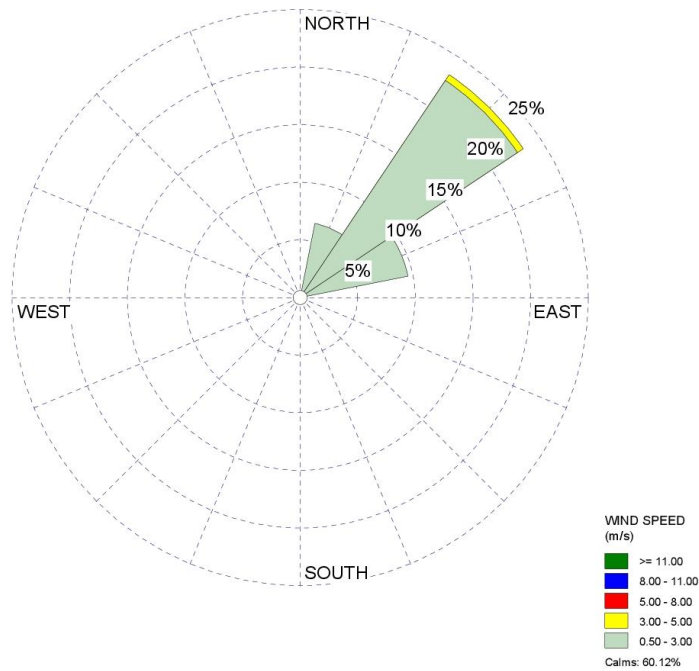 NORTH
25%
20%
15%
10%
5%
WEST
EAST
SOUTH
WIND SPEED
(m/s)
>= 11.00
8.00 - 11.00
5.00 - 8.00
3.00 - 5.00
0.50 - 3.00
Calms: 60.12%